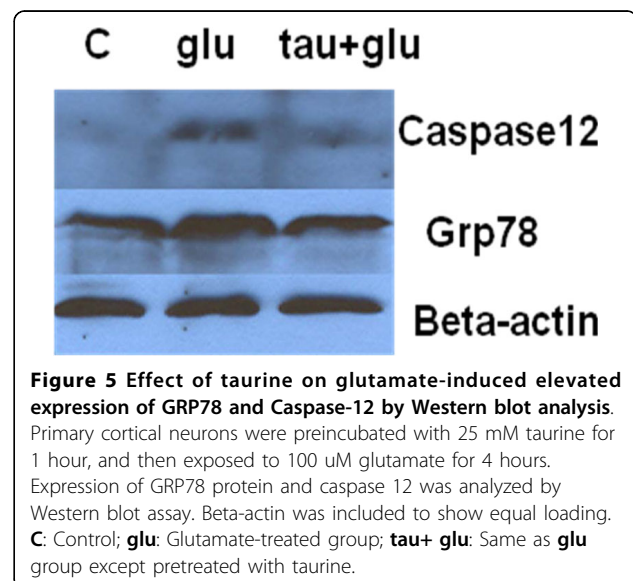 C glu tau+glu
Caspase12
Grp78
Beta-actin
Figure 5 Effect of taurine on glutamate-induced elevated
expression of GRP78 and Caspase-12 by Western blot analysis.
Primary cortical neurons were preincubated with 25 mM taurine for
1 hour, and then exposed to 100 uM glutamate for 4 hours.
Expression of GRP78 protein and caspase 12 was analyzed by
Western blot assay. Beta-actin was included to show equal loading.
C: Control; glu: Glutamate-treated group; tau+ glu: Same as glu
group except pretreated with taurine.